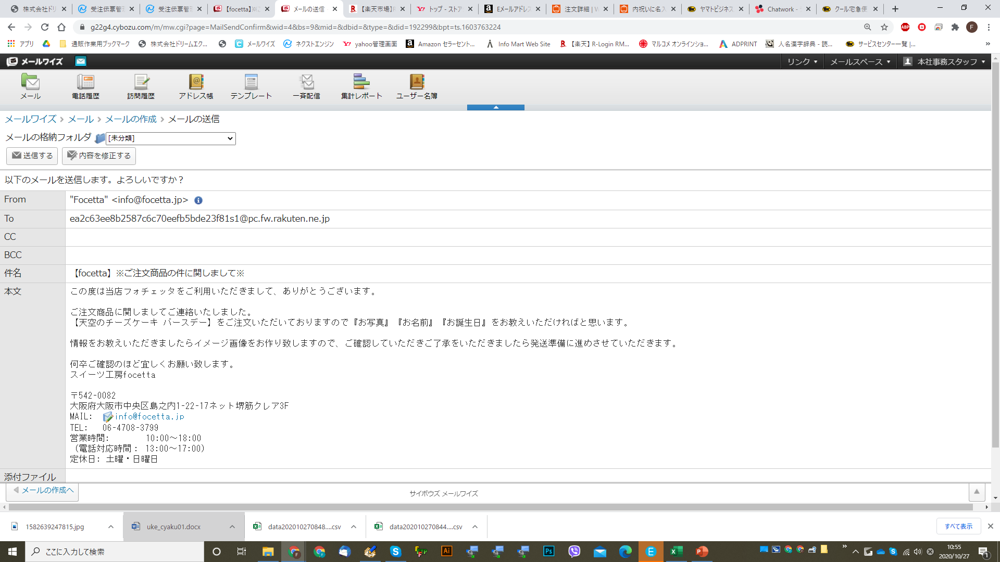 株式会社ドリ
受注伝票管理
受注伝票管理
【focetta】※ご
メールの送信
【楽天市場】R
トップ - ストア
Eメールアドレス
注文詳細 | W
内祝いに名入
ヤマトビジネス
Chatwork -
クール宅急便
g22g4.cybozu.com/m/mw.cgi?page=MailSendConfirm&wid=4&bs=9&mid=&dbid=&type=&did=192299&bpt=ts.1603763224
アプリ
通販作業用ブックマーク
株式会社ドリームエク...
メールワイズ
ネクストエンジン
yahoo管理画面
Amazon セラーセント...
Info Mart Web Site
【楽天】R-Login RM...
マルコメ オンラインショ...
ADPRINT
人名漢字辞典 - 読...
サービスセンター一覧 |...
メールワイズ
リンク
メールスペース
本社事務スタッフ
メール
電話履歴
訪問履歴
アドレス帳
テンプレート
一斉配信
集計レポート
ユーザー名簿
メールワイズ > メール > メールの作成 > メールの送信
メールの格納フォルダ [未分類]
送信する 内容を修正する
以下のメールを送信します。よろしいですか？
From "Focetta" <info@focetta.jp>
To ea2c63ee8b2587c6c70eefb5bde23f81s1@pc.fw.rakuten.ne.jp
CC
BCC
件名 【focetta】※ご注文商品の件に関しまして※
本文 この度は当店フォチェッタをご利用いただきまして、ありがとうございます。
ご注文商品に関しましてご連絡いたしました。
【天空のチーズケーキ バースデー】をご注文いただいておりますので『お写真』『お名前』『お誕生日』をお教えいただければと思います。
情報をお教えいただきましたらイメージ画像をお作り致しますので、ご確認していただきご了承をいただきましたら発送準備に進めさせていただきます。
何卒ご確認のほど宜しくお願い致します。
スイーツ工房focetta
〒542-0082
大阪府大阪市中央区島之内1-22-17ネット堺筋クレア3F
MAIL: info@focetta.jp
TEL: 06-4708-3799
営業時間: 10:00～18:00
（電話対応時間： 13:00～17:00）
定休日: 土曜・日曜日
添付ファイル
メールの作成へ
サイボウズ メールワイズ
1582639247815.jpg
uke_cyaku01.docx
data202010270848....csv
data202010270844....csv
すべて表示
ここに入力して検索
10:55
2020/10/27